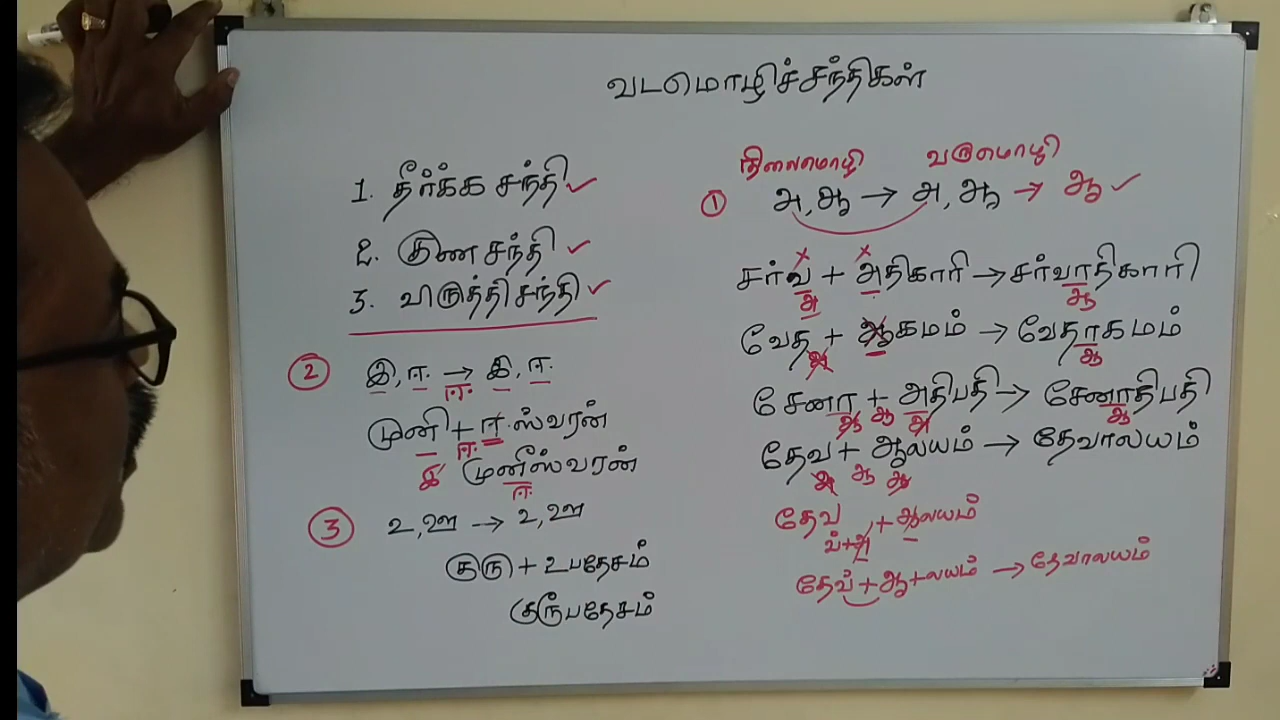 வடமொழிச்சந்திகள்
1. தீர்க்க சந்தி ✓
2. குண சந்தி ✓
3. விருத்தி சந்தி ✓
② இ, ஈ → இ, ஈ
ஈ
முனி + ஈஸ்வரன்
இ ஈ
முனீஸ்வரன்
ஈ
③ உ, ஊ → உ, ஊ
குரு + உபதேசம்
குரூபதேசம்
நிலைமொழி வருமொழி
① அ, ஆ → அ, ஆ → ஆ ✓
சர்வ + அதிகாரி → சர்வாதிகாரி
அ ஆ
வேத + ஆகமம் → வேதாகமம்
அ ஆ
சேனா + அதிபதி → சேனாதிபதி
ஆ ஆ அ ஆ
தேவ + ஆலயம் → தேவாலயம்
அ ஆ ஆ
தேவ + ஆலயம்
வ்+அ
தேவ் + ஆ + லயம் → தேவாலயம்